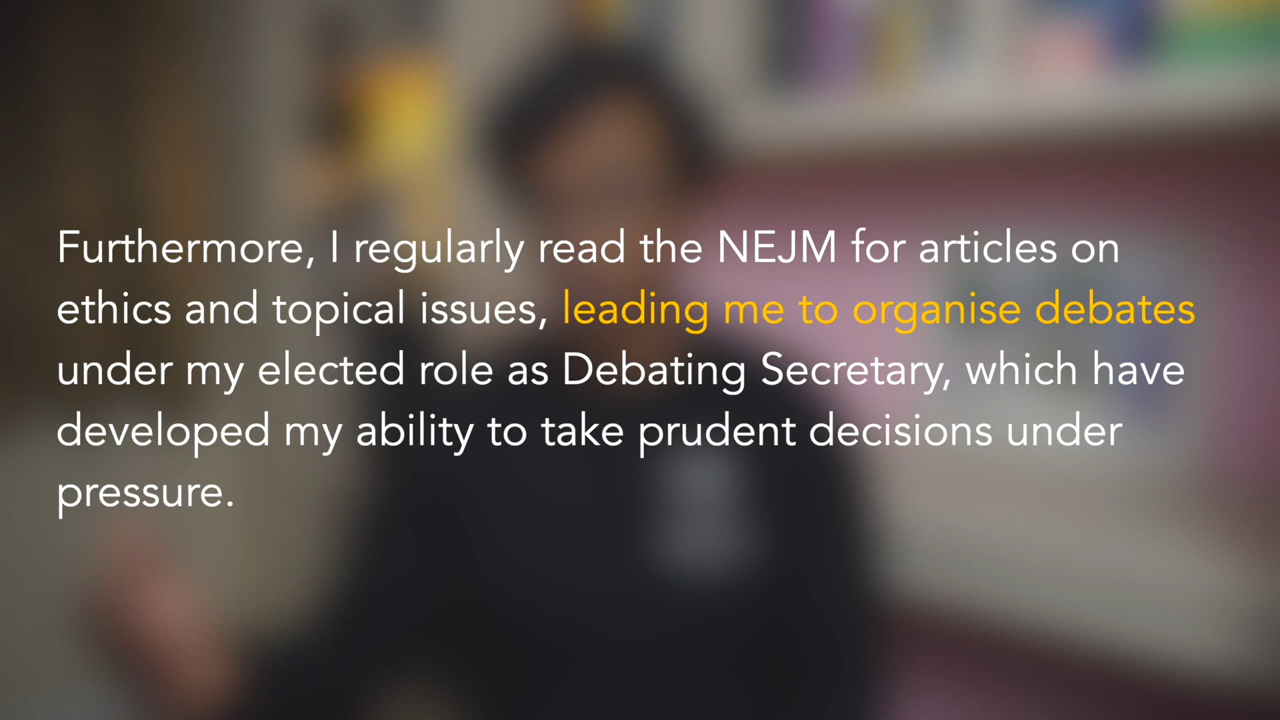 Furthermore, I regularly read the NEJM for articles on
ethics and topical issues, leading me to organise debates
under my elected role as Debating Secretary, which have
developed my ability to take prudent decisions under
pressure.